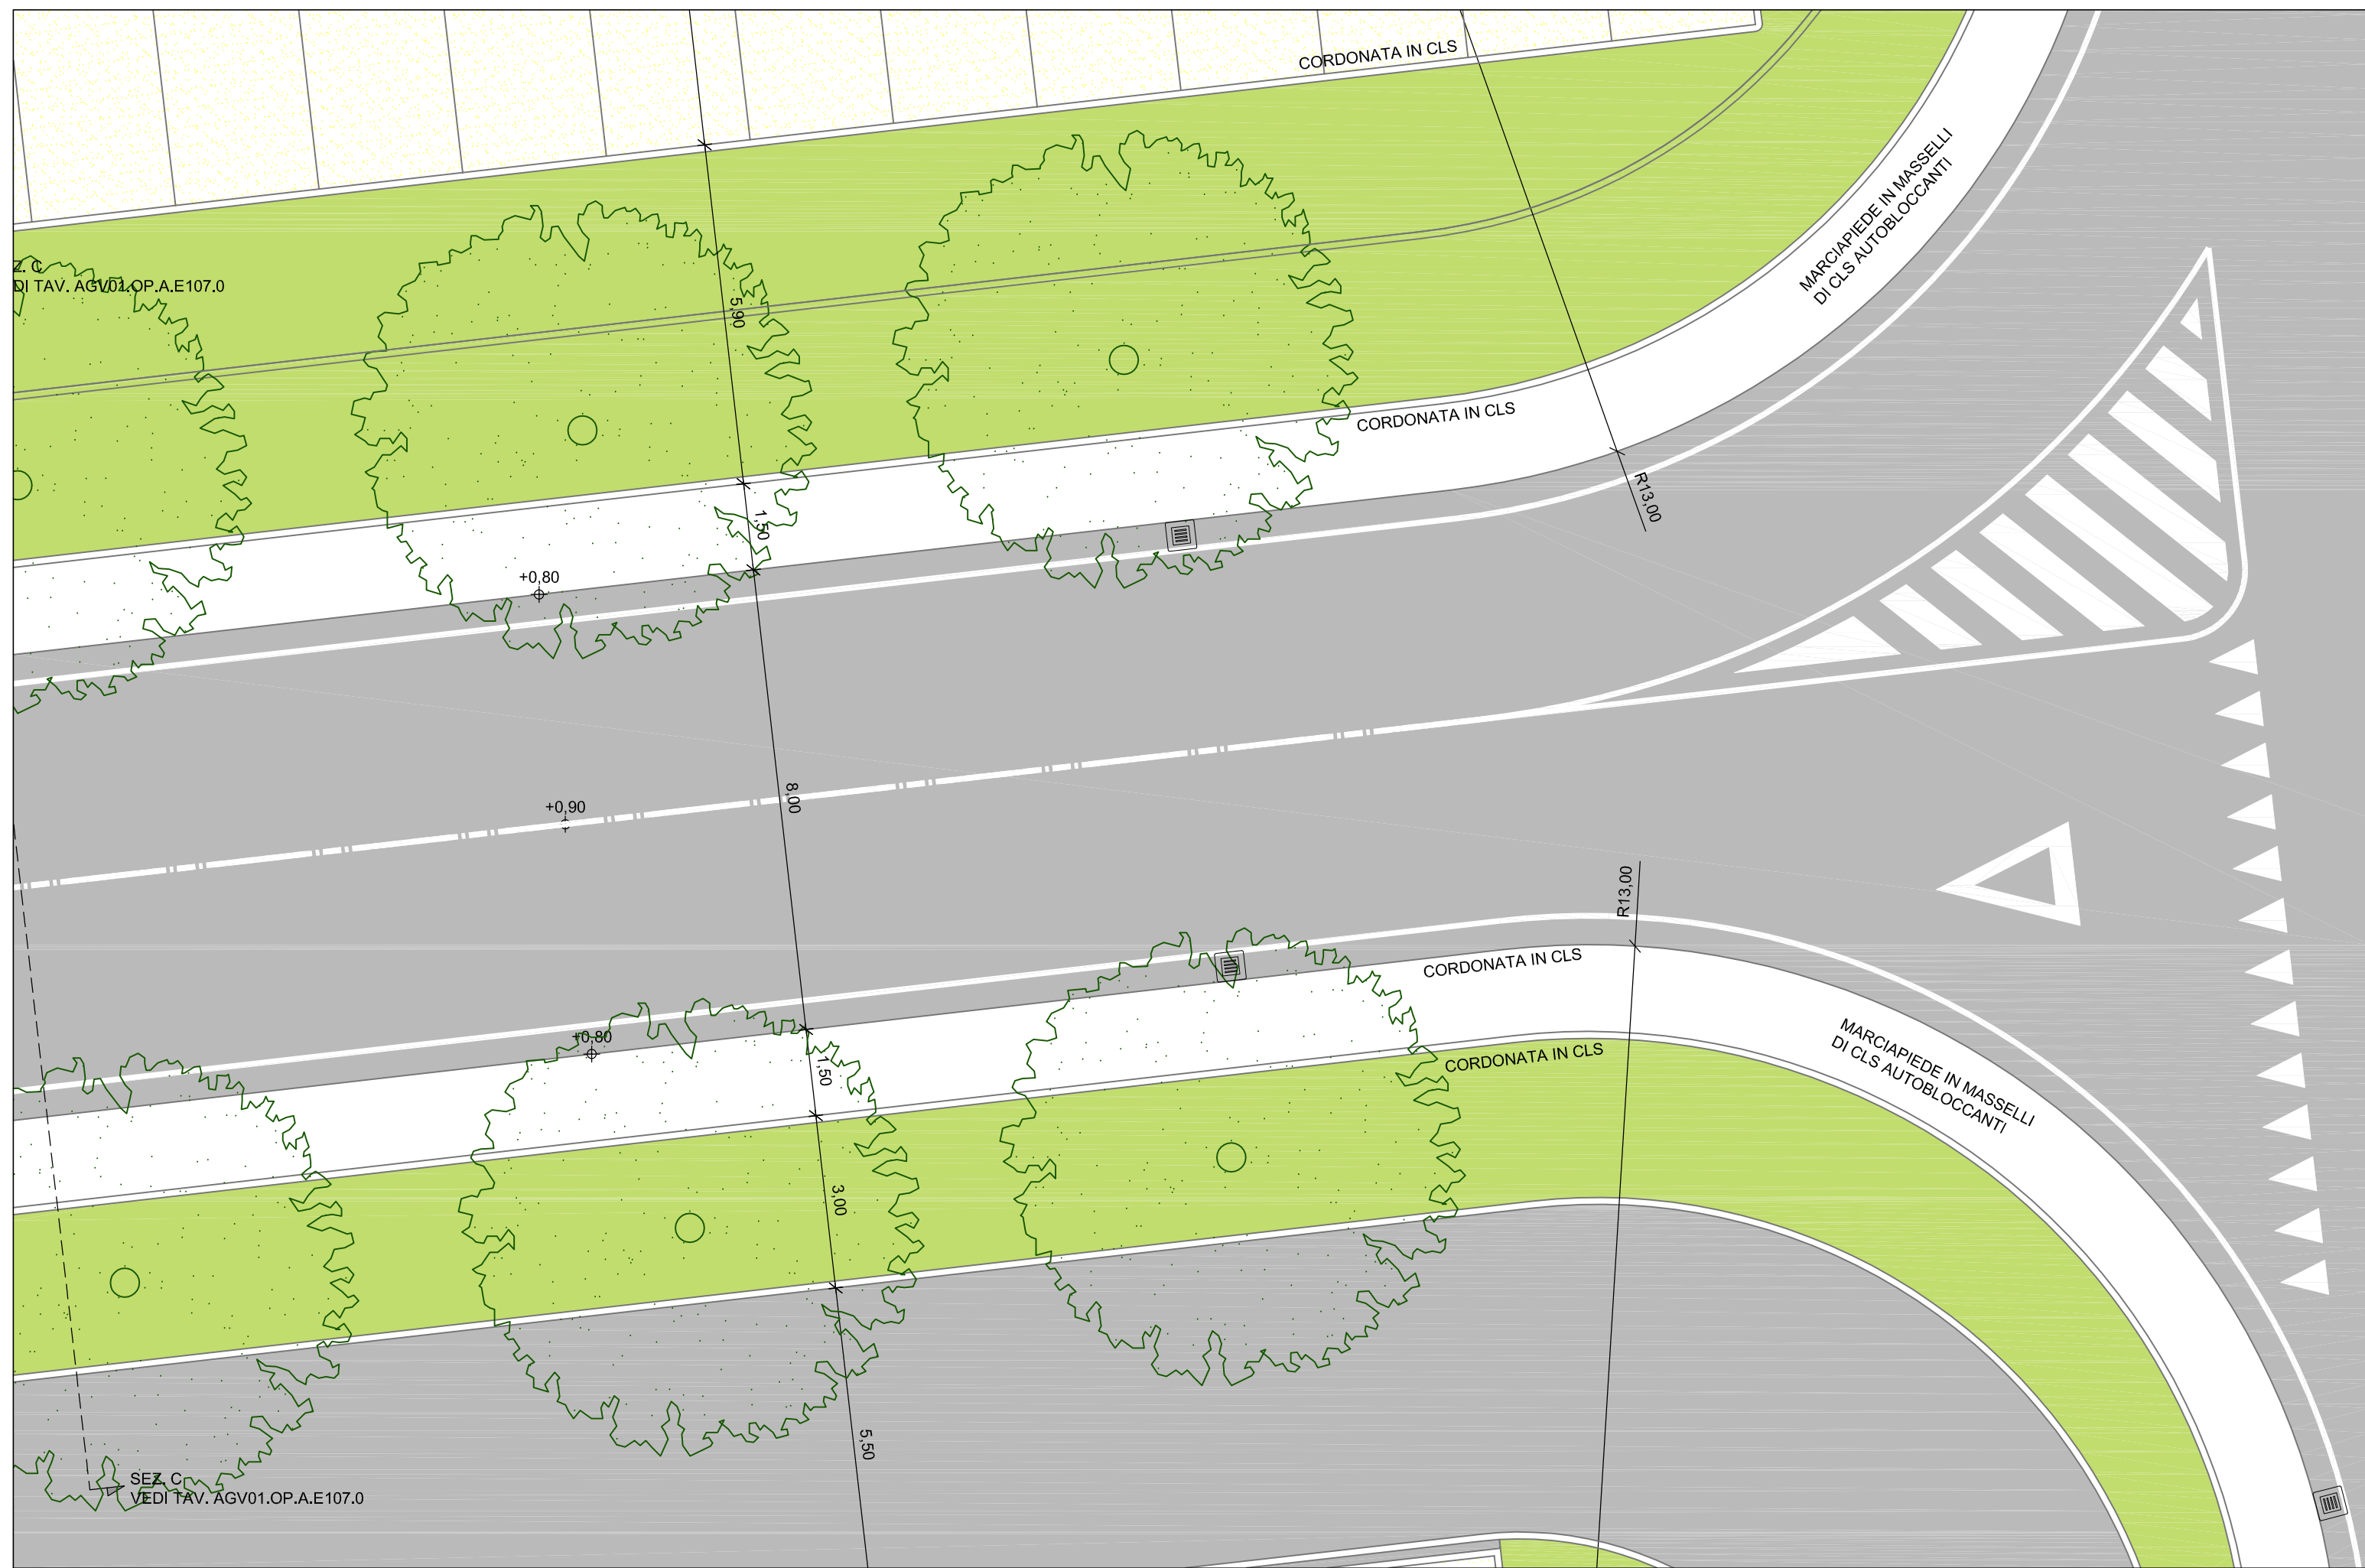 CORDONATA IN CLS
MARCIAPIEDE IN MASSELLI
DI CLS AUTOBLOCCANTI
Z. C
DI TAV. AGV01.OP.A.E107.0
5,90
CORDONATA IN CLS
R13,00
1,50
+0,80
8,00
+0,90
R13,00
CORDONATA IN CLS
+0,80
CORDONATA IN CLS
MARCIAPIEDE IN MASSELLI
DI CLS AUTOBLOCCANTI
1,50
3,00
5,50
SEZ. C
VEDI TAV. AGV01.OP.A.E107.0